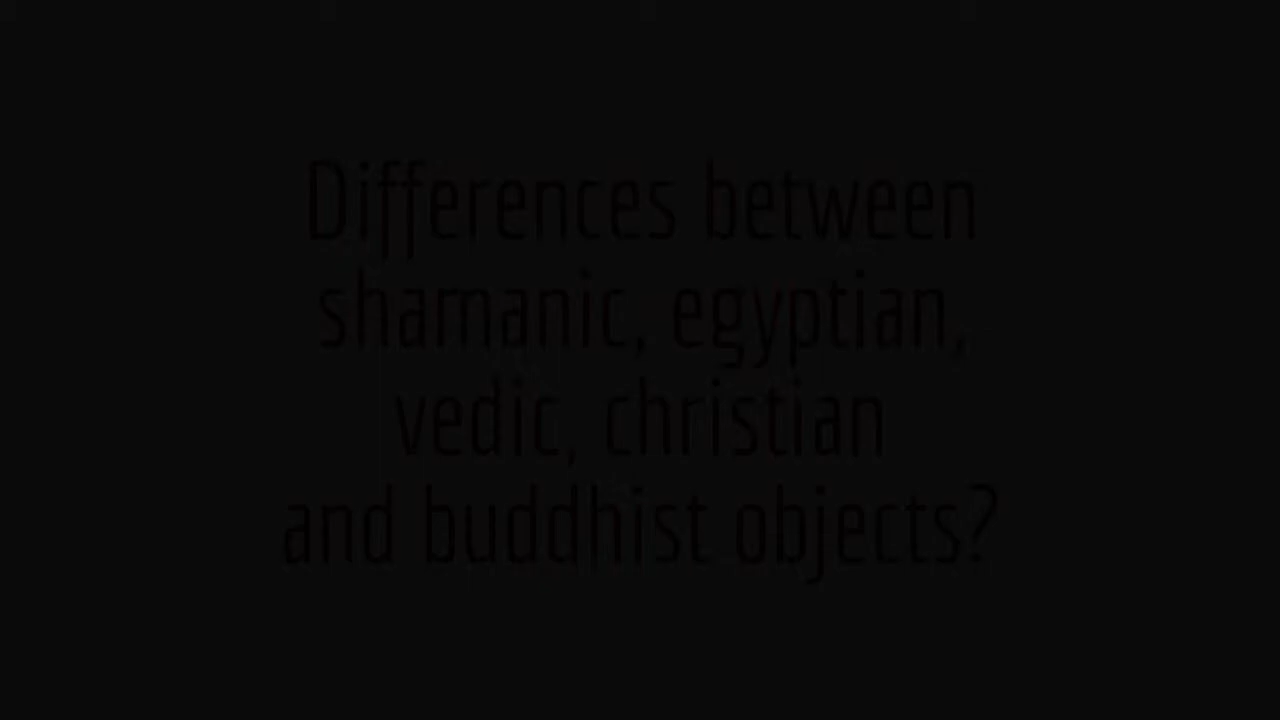 Differences between
shamanic, egyptian,
vedic, christian
and buddhist objects?